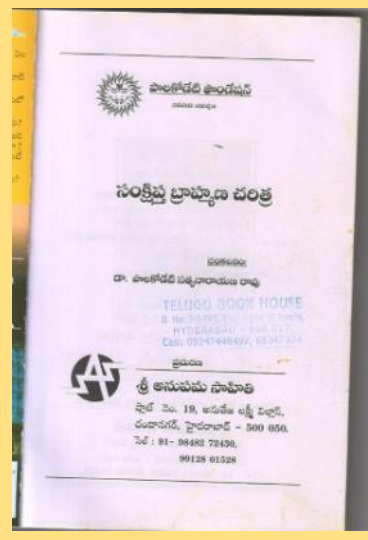 పాలకోడేటి ఫౌండేషన్
సంక్షిప్త బ్రాహ్మణ చరిత్ర
సంకలనం:
డా. పాలకోడేటి సత్యనారాయణ రావు
TELUGU BOOK HOUSE
HYDERABAD
ప్రచురణ
శ్రీ అనుపమ సాహితి
ప్లాట్ నెం. 19, అనుతేజ లక్ష్మీ విల్లాస్,
చందానగర్, హైదరాబాద్ - 500 050.
సెల్ : 91- 98482 72430,
99128 01528